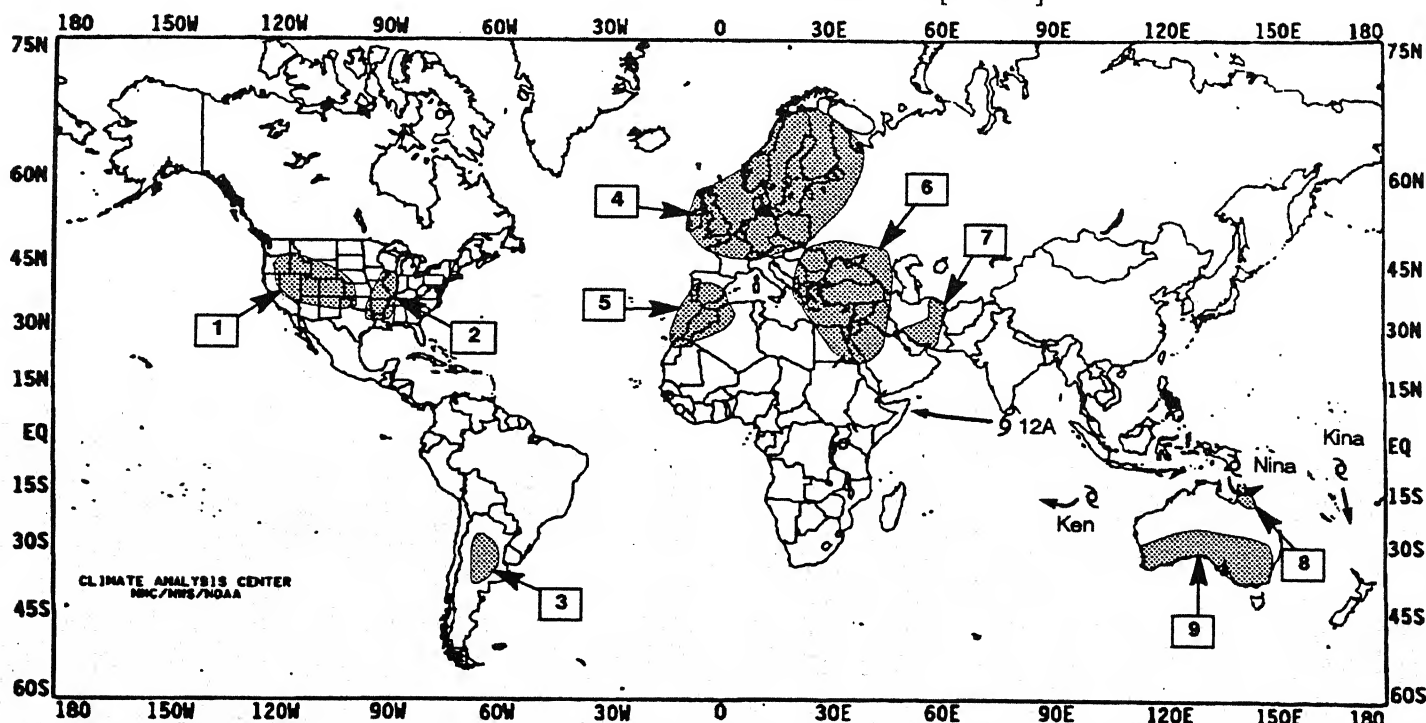 180 150W 120W 90W 60W 30W 0 30E 60E 90E 120E 150E 180
75N 75N
60N 60N
4 6
7
45N 45N
5
1 2
30N 30N
15N 15N
12A
EQ EQ
Kina
Nina
15S 15S
Ken
8
30S 30S
CLIMATE ANALYSIS CENTER
NMC/NWS/NOAA
3
45S 45S
9
60S 60S
180 150W 120W 90W 60W 30W 0 30E 60E 90E 120E 150E 180